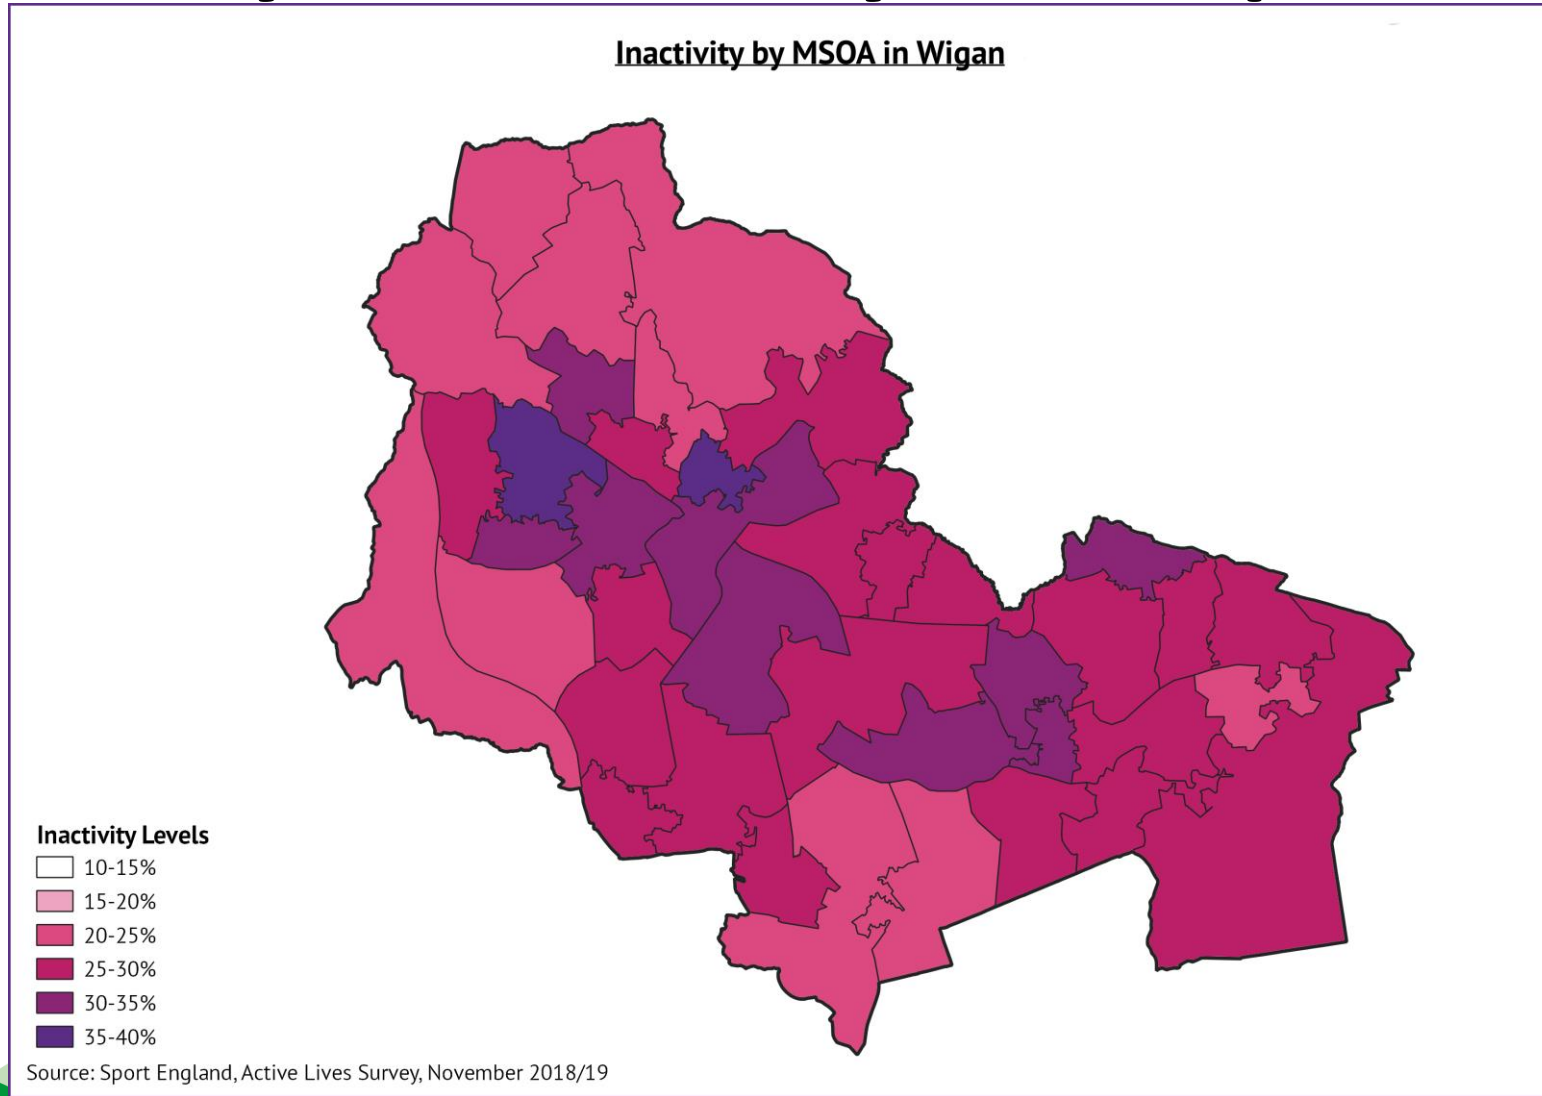 Inactivity by MSOA in Wigan
Inactivity Levels
10-15%
15-20%
20-25%
25-30%
30-35%
35-40%
Source: Sport England, Active Lives Survey, November 2018/19